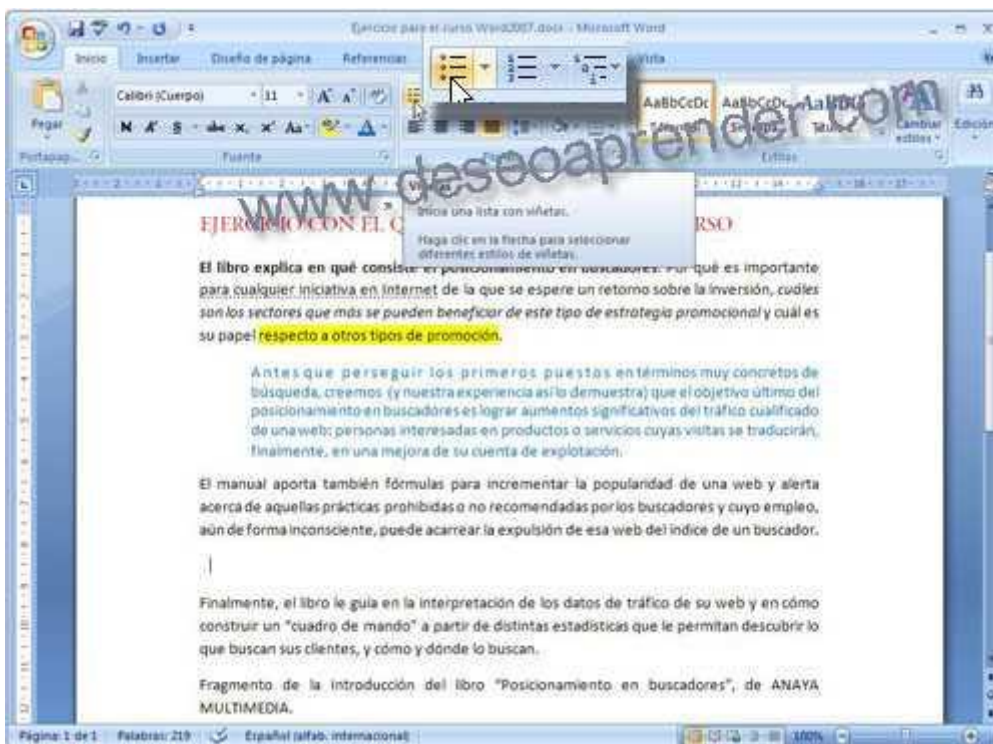 Ejercicio para el curso Word2007.docx - Microsoft Word
Inicio Insertar Diseño de página Referencias Vista
Pegar
Calibri (Cuerpo) 11
N K S abc x, x' Aa A
AaBbCcDc AaBbCcDc
Cambiar estilos
Edición
Portapap... Fuente Estilos
www.deseoaprender.com
Inicia una lista con viñetas.
Haga clic en la flecha para seleccionar
diferentes estilos de viñetas.
EJERCICIO CON EL RSO
El libro explica en qué consiste el posicionamiento en buscadores. Por qué es importante
para cualquier iniciativa en Internet de la que se espere un retorno sobre la inversión, cuáles
son los sectores que más se pueden beneficiar de este tipo de estrategia promocional y cuál es
su papel respecto a otros tipos de promoción.
Antes que perseguir los primeros puestos en términos muy concretos de
búsqueda, creemos (y nuestra experiencia así lo demuestra) que el objetivo último del
posicionamiento en buscadores es lograr aumentos significativos del tráfico cualificado
de una web: personas interesadas en productos o servicios cuyas visitas se traducirán,
finalmente, en una mejora de su cuenta de explotación.
El manual aporta también fórmulas para incrementar la popularidad de una web y alerta
acerca de aquellas prácticas prohibidas o no recomendadas por los buscadores y cuyo empleo,
aún de forma inconsciente, puede acarrear la expulsión de esa web del índice de un buscador.
Finalmente, el libro le guía en la interpretación de los datos de tráfico de su web y en cómo
construir un "cuadro de mando" a partir de distintas estadísticas que le permitan descubrir lo
que buscan sus clientes, y cómo y dónde lo buscan.
Fragmento de la introducción del libro "Posicionamiento en buscadores", de ANAYA
MULTIMEDIA.
Página: 1 de 1 Palabras: 219 Español (alfab. internacional) 100%